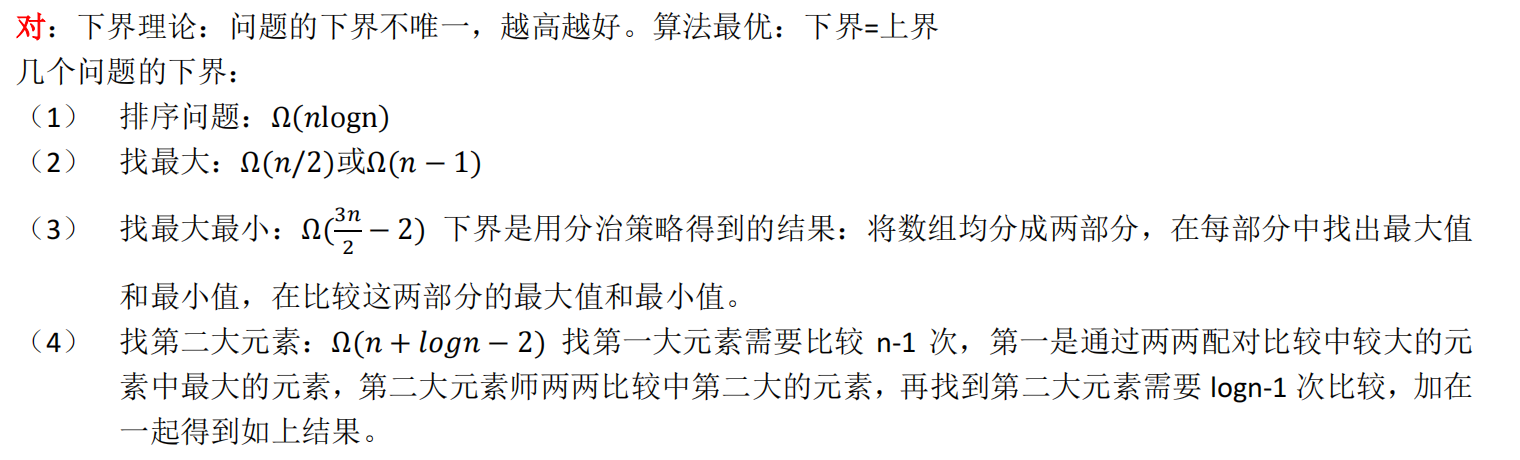 对：下界理论：问题的下界不唯一，越高越好。算法最优：下界=上界
几个问题的下界：
（1） 排序问题：Ω(nlogn)
（2） 找最大：Ω(n/2)或Ω(n − 1)
（3） 找最大最小：Ω(3n/2 − 2) 下界是用分治策略得到的结果：将数组均分成两部分，在每部分中找出最大值
和最小值，在比较这两部分的最大值和最小值。
（4） 找第二大元素：Ω(n + logn − 2) 找第一大元素需要比较 n-1 次，第一是通过两两配对比较中较大的元
素中最大的元素，第二大元素师两两比较中第二大的元素，再找到第二大元素需要 logn-1 次比较，加在
一起得到如上结果。